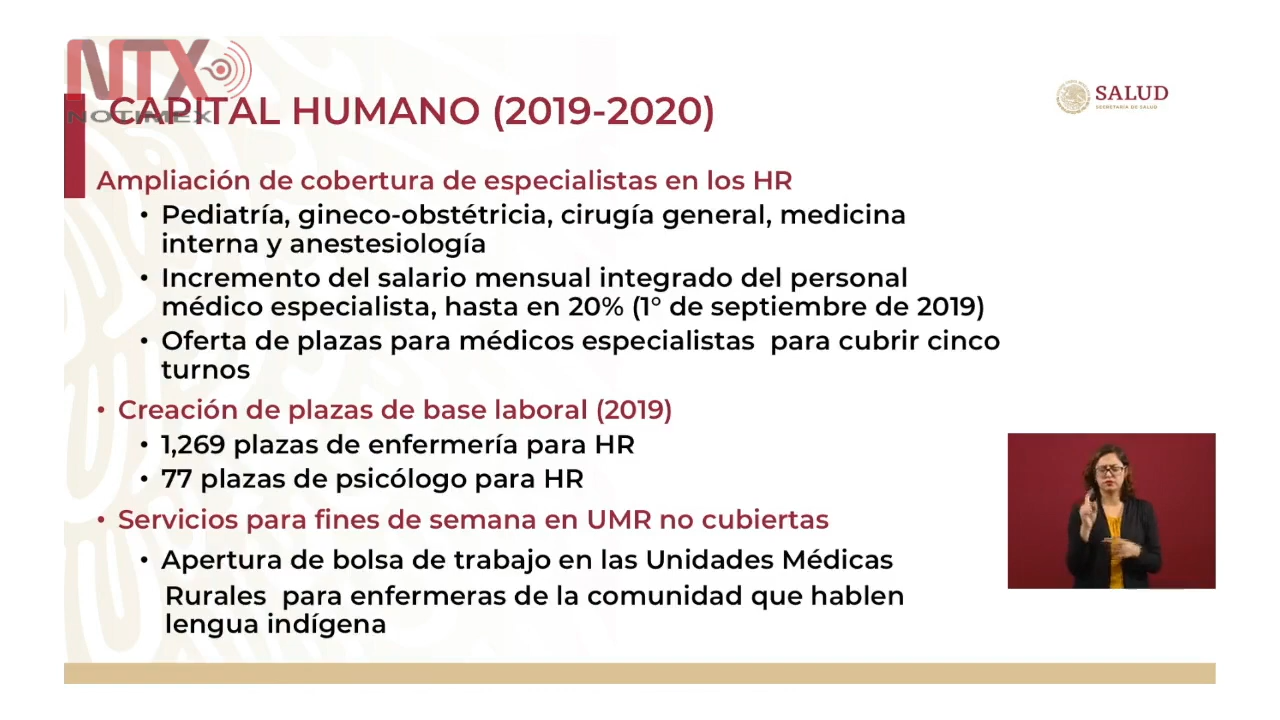 NTX
NOTIMEX
CAPITAL HUMANO (2019-2020)
SALUD
SECRETARÍA DE SALUD
Ampliación de cobertura de especialistas en los HR
• Pediatría, gineco-obstétricia, cirugía general, medicina
interna y anestesiología
• Incremento del salario mensual integrado del personal
médico especialista, hasta en 20% (1° de septiembre de 2019)
• Oferta de plazas para médicos especialistas para cubrir cinco
turnos
• Creación de plazas de base laboral (2019)
• 1,269 plazas de enfermería para HR
• 77 plazas de psicólogo para HR
• Servicios para fines de semana en UMR no cubiertas
• Apertura de bolsa de trabajo en las Unidades Médicas
Rurales para enfermeras de la comunidad que hablen
lengua indígena